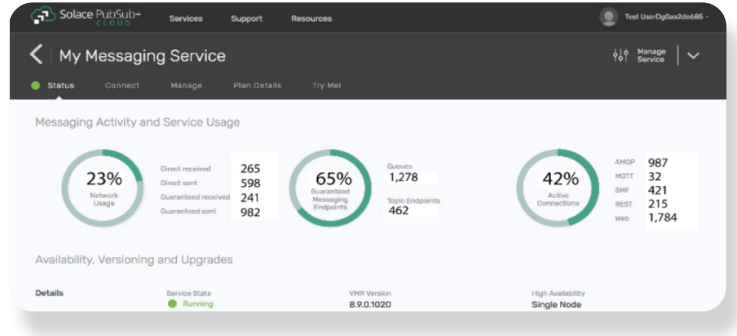 Solace PubSub+
CLOUD
Services Support Resources
Test UserOg0as2do685
My Messaging Service
Manage Service
Status Connect Manage Plan Details Try Me!
Messaging Activity and Service Usage
23%
Network Usage
Direct received 265
Direct sent 598
Guaranteed received 241
Guaranteed sent 982
65%
Guaranteed Messaging Endpoints
Queues
1,278
Topic Endpoints
462
42%
Active Connections
AMQP 987
MQTT 32
SMF 421
REST 215
Web 1,784
Availability, Versioning and Upgrades
Details
Service State
Running
VMR Version
8.9.0.1020
High Availability
Single Node